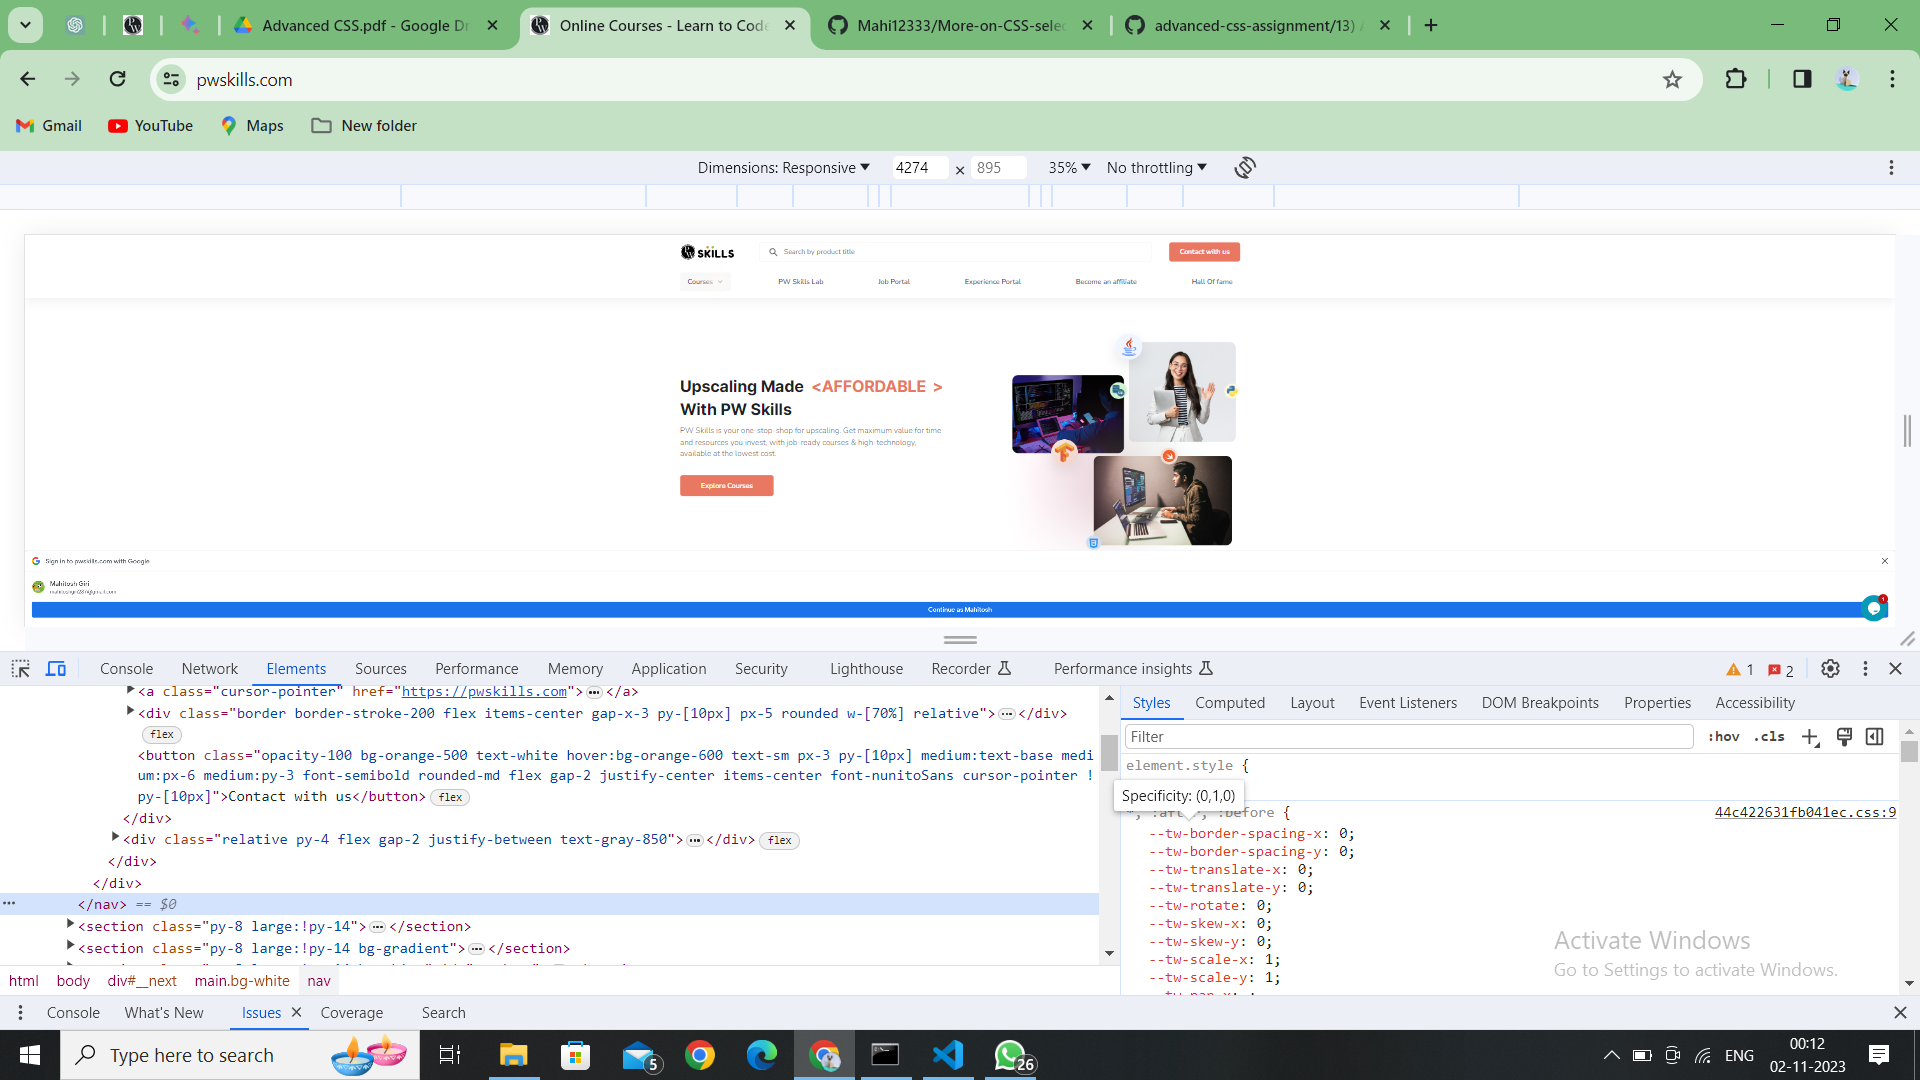 Advanced CSS.pdf - Google Dr
Online Courses - Learn to Code
Mahi12333/More-on-CSS-selec
advanced-css-assignment/13) A
pwskills.com
Gmail YouTube Maps New folder
Dimensions: Responsive 4274 × 895 35% No throttling
SKILLS Search by product title Contact with us
Courses PW Skills Lab Job Portal Experience Portal Become an affiliate Hall Of fame
Upscaling Made <AFFORDABLE >
With PW Skills
PW Skills is your one-stop-shop for upscaling. Get maximum value for time
and resources you invest, with job-ready courses & high-technology,
available at the lowest cost.
Explore Courses
Sign in to pwskills.com with Google
Mahitosh Giri
Continue as Mahitosh
Console Network Elements Sources Performance Memory Application Security Lighthouse Recorder Performance insights 1 2
<a class="cursor-pointer" href="https://pwskills.com">…</a>
<div class="border border-stroke-200 flex items-center gap-x-3 py-[10px] px-5 rounded w-[70%] relative">…</div>
flex
<button class="opacity-100 bg-orange-500 text-white hover:bg-orange-600 text-sm px-3 py-[10px] medium:text-base medi
um:px-6 medium:py-3 font-semibold rounded-md flex gap-2 justify-center items-center font-nunitoSans cursor-pointer !
py-[10px]">Contact with us</button> flex
</div>
<div class="relative py-4 flex gap-2 justify-between text-gray-850">…</div> flex
</div>
</div>
… </nav> == $0
<section class="py-8 large:!py-14">…</section>
<section class="py-8 large:!py-14 bg-gradient">…</section>
html body div#__next main.bg-white nav
Styles Computed Layout Event Listeners DOM Breakpoints Properties Accessibility
Filter :hov .cls
element.style {
Specificity: (0,1,0)
*, :after, :before { 44c422631fb041ec.css:9
--tw-border-spacing-x: 0;
--tw-border-spacing-y: 0;
--tw-translate-x: 0;
--tw-translate-y: 0;
--tw-rotate: 0;
--tw-skew-x: 0;
--tw-skew-y: 0;
--tw-scale-x: 1;
--tw-scale-y: 1;
Activate Windows
Go to Settings to activate Windows.
Console What's New Issues Coverage Search
Type here to search 5 26 ENG 00:12
02-11-2023